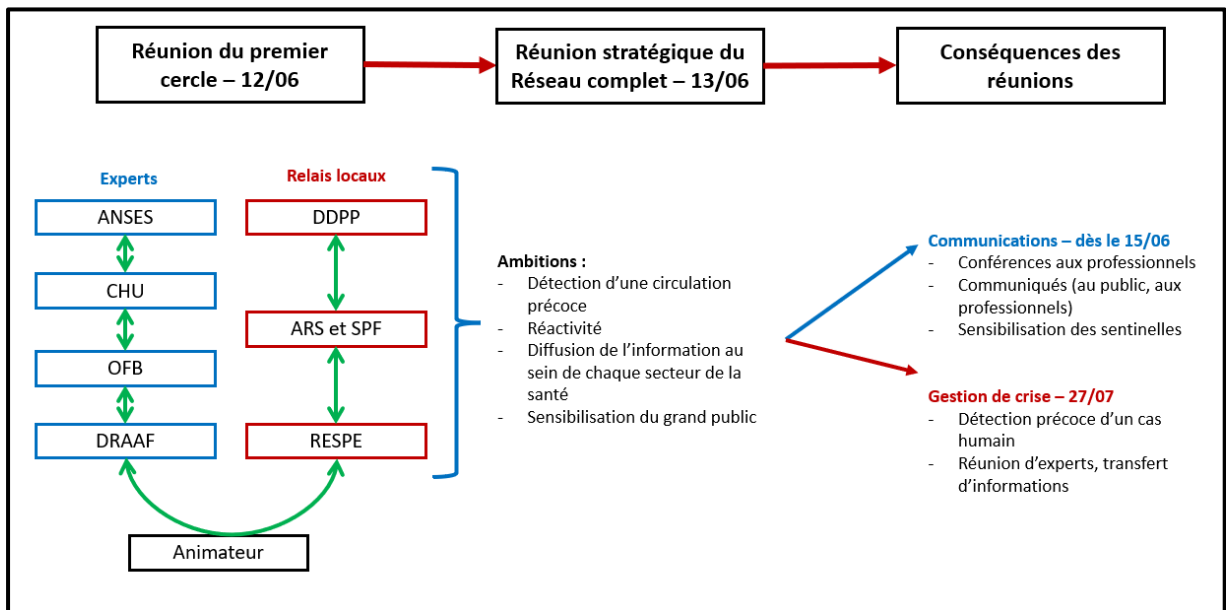 Réunion du premier
cercle – 12/06
Réunion stratégique du
Réseau complet – 13/06
Conséquences des
réunions
Experts
ANSES
CHU
OFB
DRAAF
Relais locaux
DDPP
ARS et SPF
RESPE
Animateur
Ambitions :
- Détection d’une circulation
précoce
- Réactivité
- Diffusion de l’information au
sein de chaque secteur de la
santé
- Sensibilisation du grand public
Communications – dès le 15/06
- Conférences aux professionnels
- Communiqués (au public, aux
professionnels)
- Sensibilisation des sentinelles
Gestion de crise – 27/07
- Détection précoce d’un cas
humain
- Réunion d’experts, transfert
d’informations